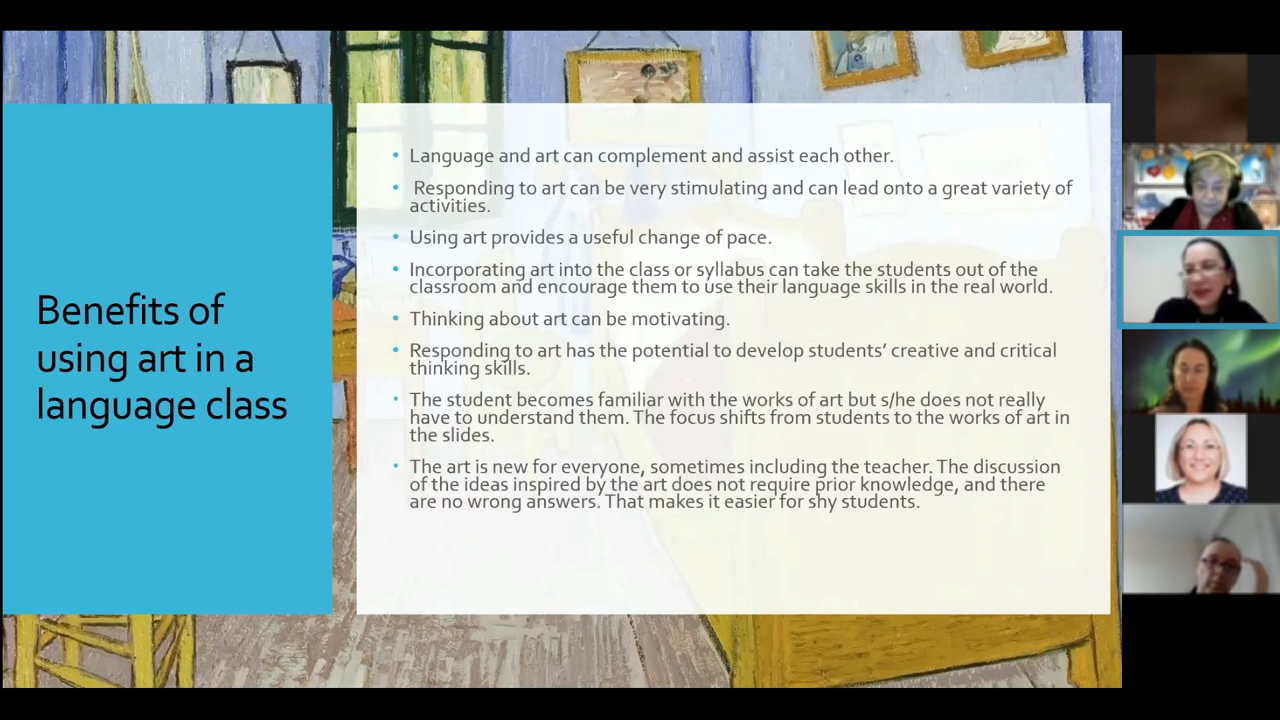 Benefits of
using art in a
language class
• Language and art can complement and assist each other.
• Responding to art can be very stimulating and can lead onto a great variety of
activities.
• Using art provides a useful change of pace.
• Incorporating art into the class or syllabus can take the students out of the
classroom and encourage them to use their language skills in the real world.
• Thinking about art can be motivating.
• Responding to art has the potential to develop students’ creative and critical
thinking skills.
• The student becomes familiar with the works of art but s/he does not really
have to understand them. The focus shifts from students to the works of art in
the slides.
• The art is new for everyone, sometimes including the teacher. The discussion
of the ideas inspired by the art does not require prior knowledge, and there
are no wrong answers. That makes it easier for shy students.